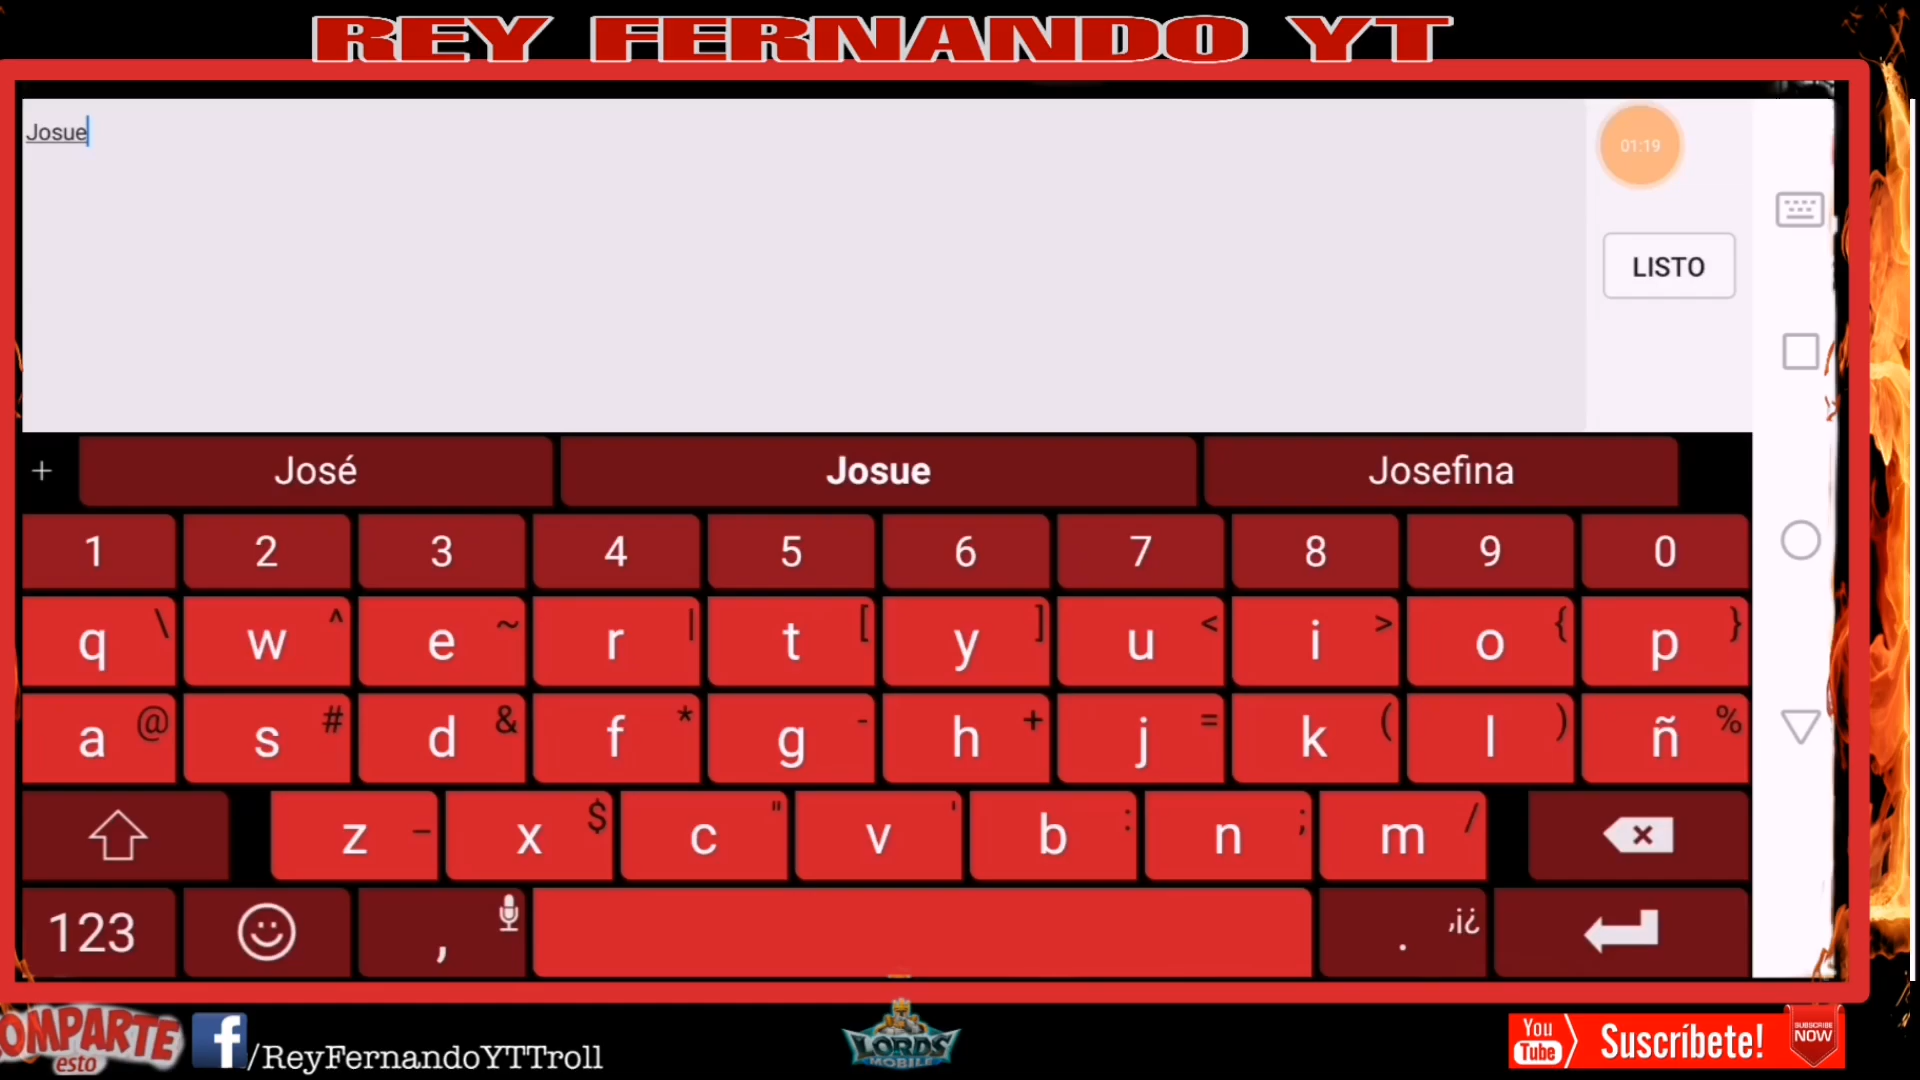 REY FERNANDO YT
Josue
01:19
LISTO
+ José Josue Josefina
1 2 3 4 5 6 7 8 9 0
q \ w ^ e ~ r | t [ y ] u < i > o { p }
a @ s # d & f * g - h + j = k ( l ) ñ %
z _ x $ c " v ' b : n ; m /
123 , . ,¡¿
COMPARTE
esto
f /ReyFernandoYTTroll
LORDS
MOBILE
You
Tube
Suscríbete!
SUBSCRIBE
NOW